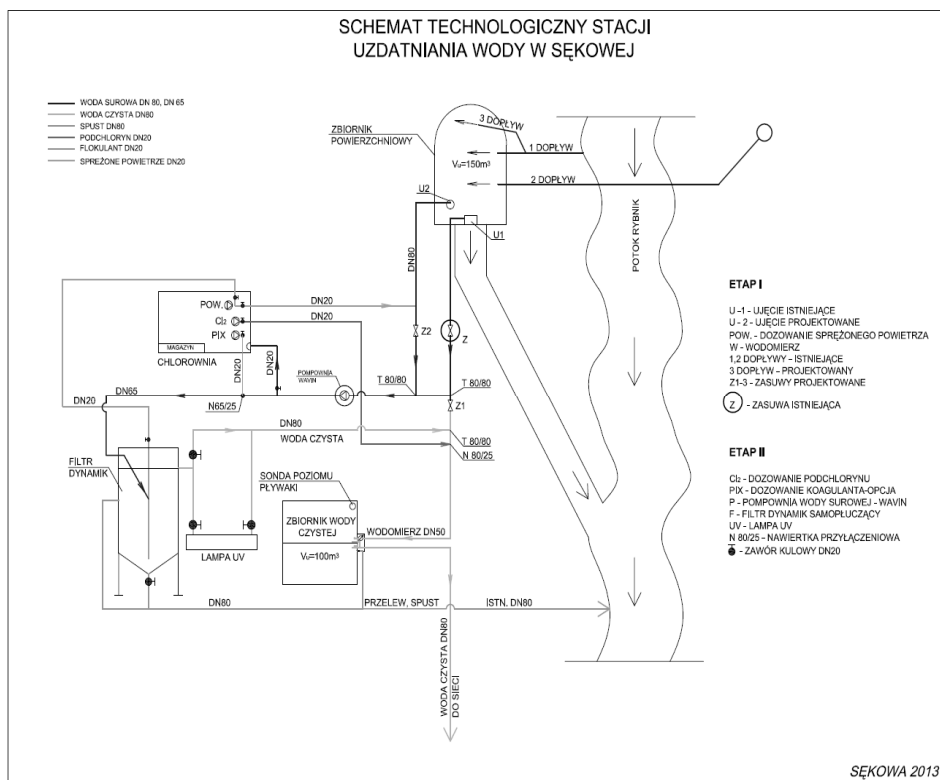 SCHEMAT TECHNOLOGICZNY STACJI
UZDATNIANIA WODY W SĘKOWEJ
WODA SUROWA DN 80, DN 65
WODA CZYSTA DN80
SPUST DN80
PODCHLORYN DN20
FLOKULANT DN20
SPRĘŻONE POWIETRZE DN20
ZBIORNIK
POWIERZCHNIOWY
3 DOPŁYW
1 DOPŁYW
Vu=150m³
2 DOPŁYW
U2
U1
DN80
POTOK RYBNIK
DN20
POW.
Cl2
DN20
PIX
MAGAZYN
CHLOROWNIA
DN20
DN20
Z2
Z
POMPOWNIA
WAVIN
T 80/80
T 80/80
DN65
N65/25
Z1
DN20
DN80
WODA CZYSTA
T 80/80
N 80/25
FILTR
DYNAMIK
LAMPA UV
SONDA POZIOMU
PŁYWAKI
ZBIORNIK WODY
CZYSTEJ
Vu=100m³
WODOMIERZ DN50
DN80
PRZELEW, SPUST
ISTN. DN80
WODA CZYSTA DN80
DO SIECI
ETAP I
U -1 - UJĘCIE ISTNIEJĄCE
U - 2 - UJĘCIE PROJEKTOWANE
POW. - DOZOWANIE SPRĘŻONEGO POWIETRZA
W - WODOMIERZ
1,2 DOPŁYWY - ISTNIEJĄCE
3 DOPŁYW - PROJEKTOWANY
Z1-3 - ZASUWY PROJEKTOWANE
Z - ZASUWA ISTNIEJĄCA
ETAP II
Cl2 - DOZOWANIE PODCHLORYNU
PIX - DOZOWANIE KOAGULANTA-OPCJA
P - POMPOWNIA WODY SUROWEJ - WAVIN
F - FILTR DYNAMIK SAMOPŁUCZĄCY
UV - LAMPA UV
N 80/25 - NAWIERTKA PRZYŁĄCZENIOWA
- ZAWÓR KULOWY DN20
SĘKOWA 2013